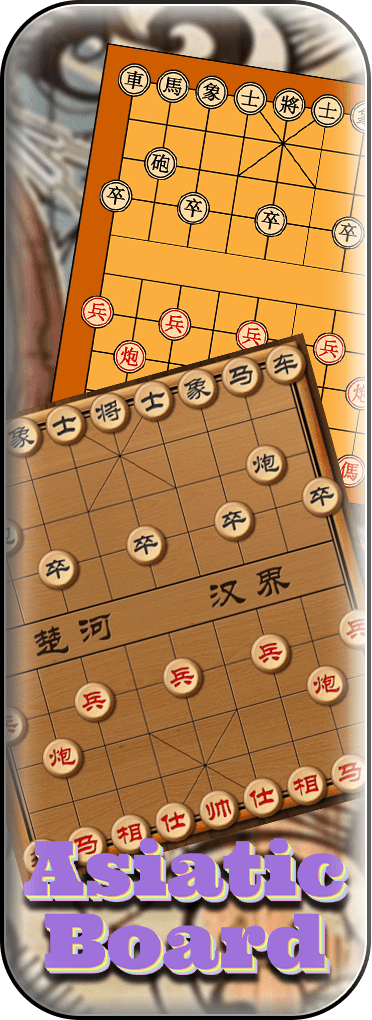 車馬象士將士
砲
卒卒卒卒
兵兵兵兵
炮
傌
象士将士象马车
炮
卒卒卒卒
楚河 汉界
兵兵兵兵
炮炮
马相仕帅仕相马
Asiatic
Board